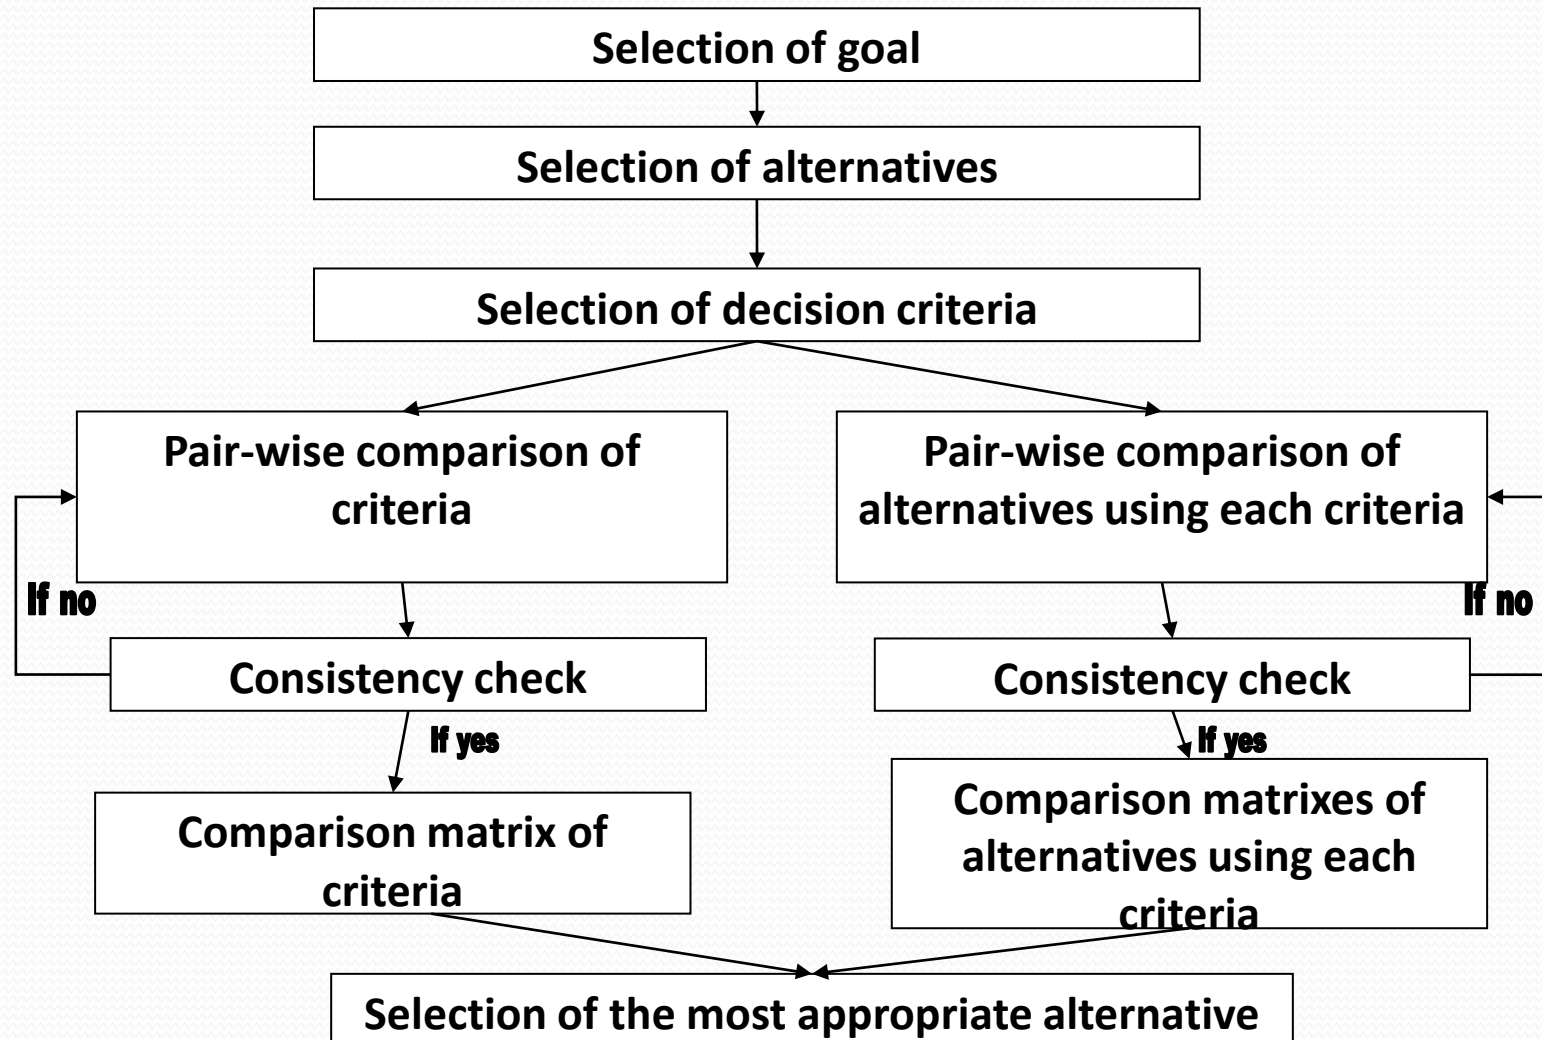 Selection of goal
Selection of alternatives
Selection of decision criteria
Pair-wise comparison of
criteria
Pair-wise comparison of
alternatives using each criteria
If no
If no
Consistency check
Consistency check
If yes
If yes
Comparison matrix of
criteria
Comparison matrixes of
alternatives using each
criteria
Selection of the most appropriate alternative